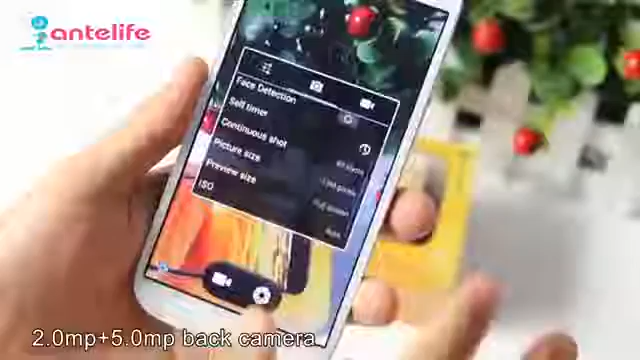 antelife
Face Detection
Self timer
Continuous shot
Picture size
Preview size
ISO
2.0mp+5.0mp back camera